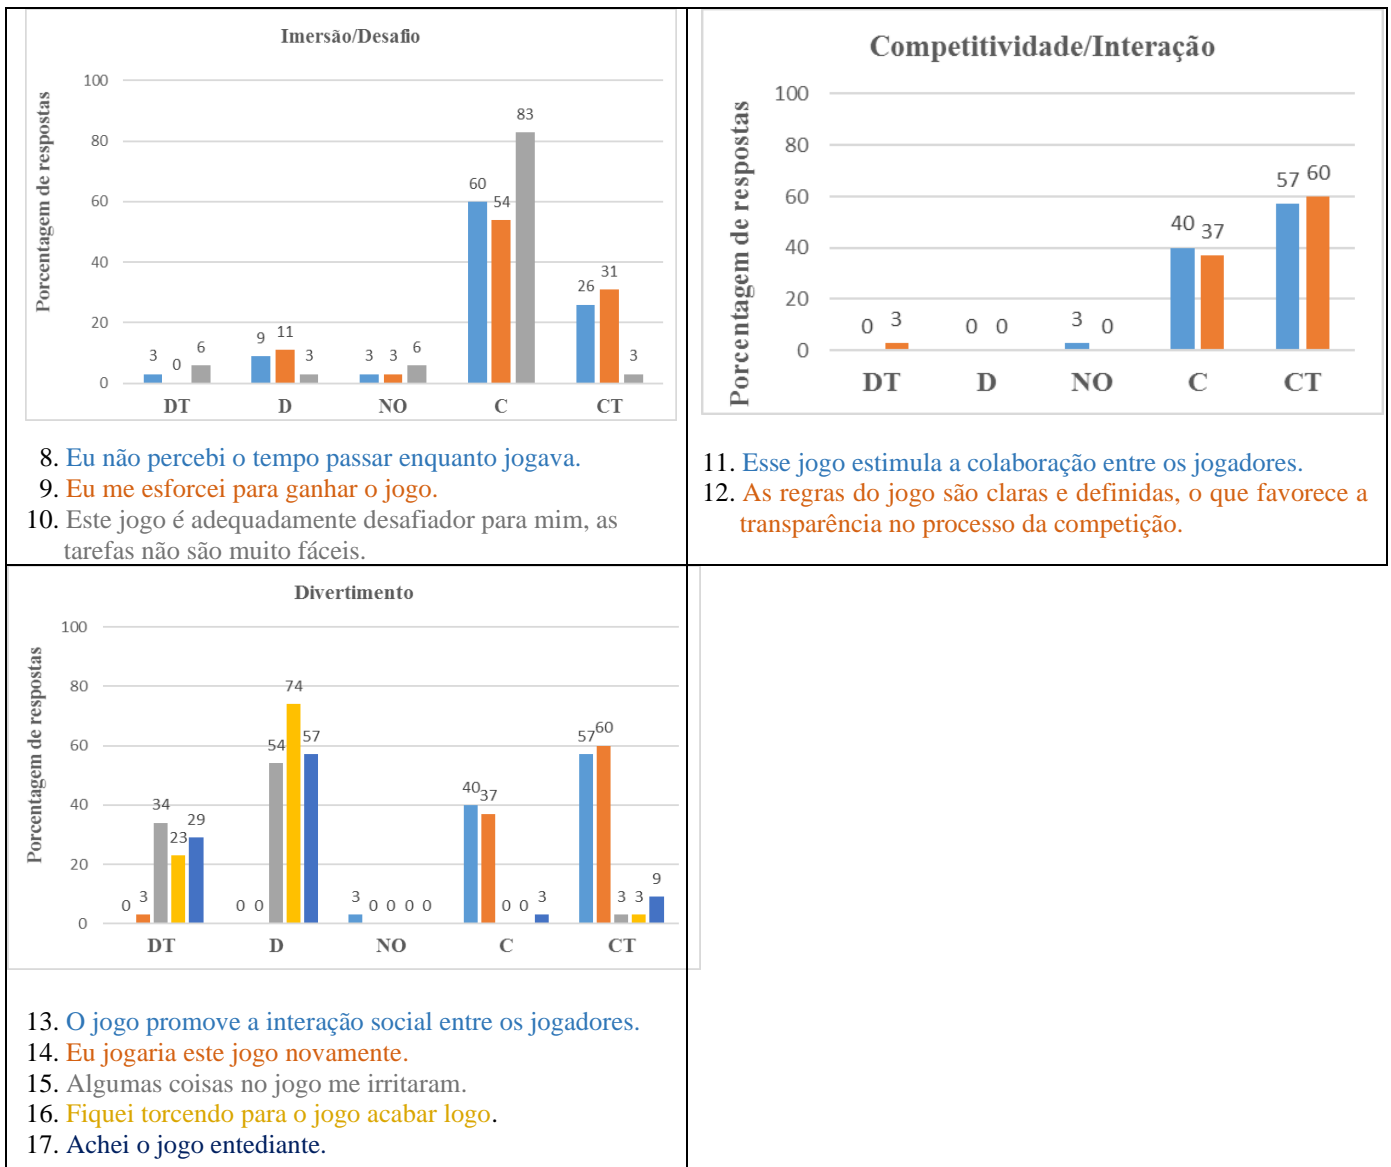 Imersão/Desafio
Porcentagem de respostas
100
80
60
40
20
0
3 0 6
9 11 3
3 3 6
60 54 83
26 31 3
DT D NO C CT
8. Eu não percebi o tempo passar enquanto jogava.
9. Eu me esforcei para ganhar o jogo.
10. Este jogo é adequadamente desafiador para mim, as
tarefas não são muito fáceis.
Competitividade/Interação
Porcentagem de respostas
100
80
60
40
20
0
0 3
0 0
3 0
40 37
57 60
DT D NO C CT
11. Esse jogo estimula a colaboração entre os jogadores.
12. As regras do jogo são claras e definidas, o que favorece a
transparência no processo da competição.
Divertimento
Porcentagem de respostas
100
80
60
40
20
0
0 3 34 23 29
0 0 54 74 57
3 0 0 0 0
40 37 0 0 3
57 60 3 3 9
DT D NO C CT
13. O jogo promove a interação social entre os jogadores.
14. Eu jogaria este jogo novamente.
15. Algumas coisas no jogo me irritaram.
16. Fiquei torcendo para o jogo acabar logo.
17. Achei o jogo entediante.